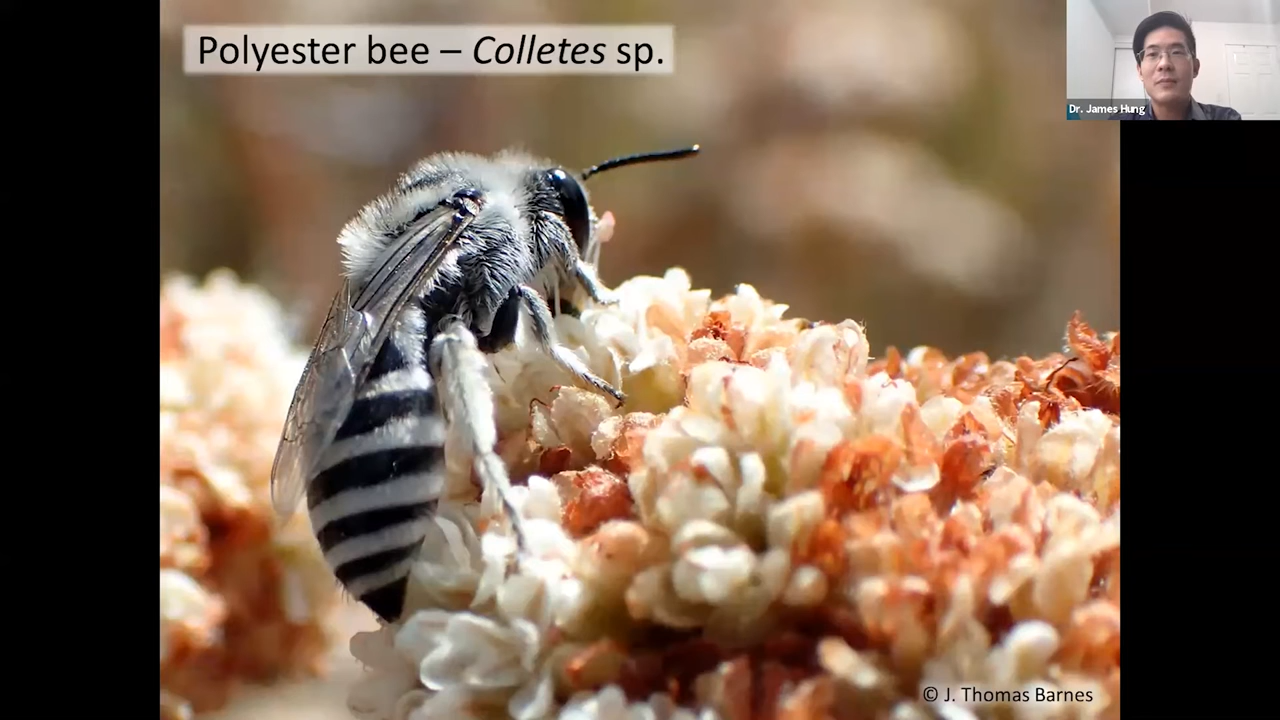 Polyester bee – Colletes sp.
Dr. James Hung
© J. Thomas Barnes